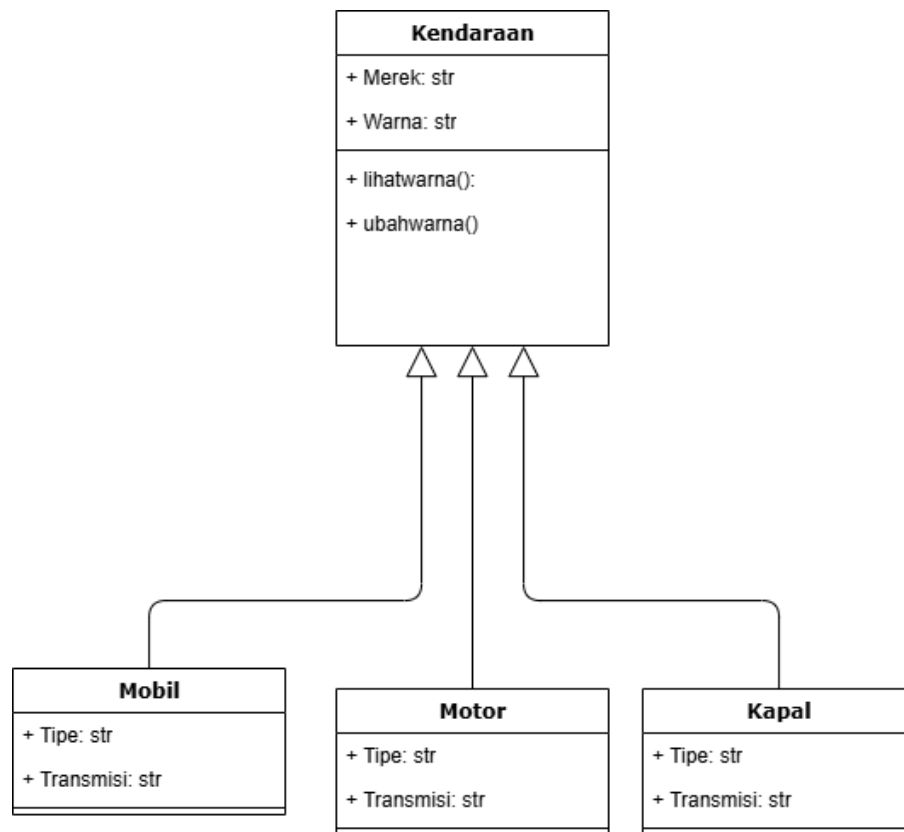 Kendaraan
+ Merek: str
+ Warna: str
+ lihatwarna():
+ ubahwarna()
Mobil
+ Tipe: str
+ Transmisi: str
Motor
+ Tipe: str
+ Transmisi: str
Kapal
+ Tipe: str
+ Transmisi: str